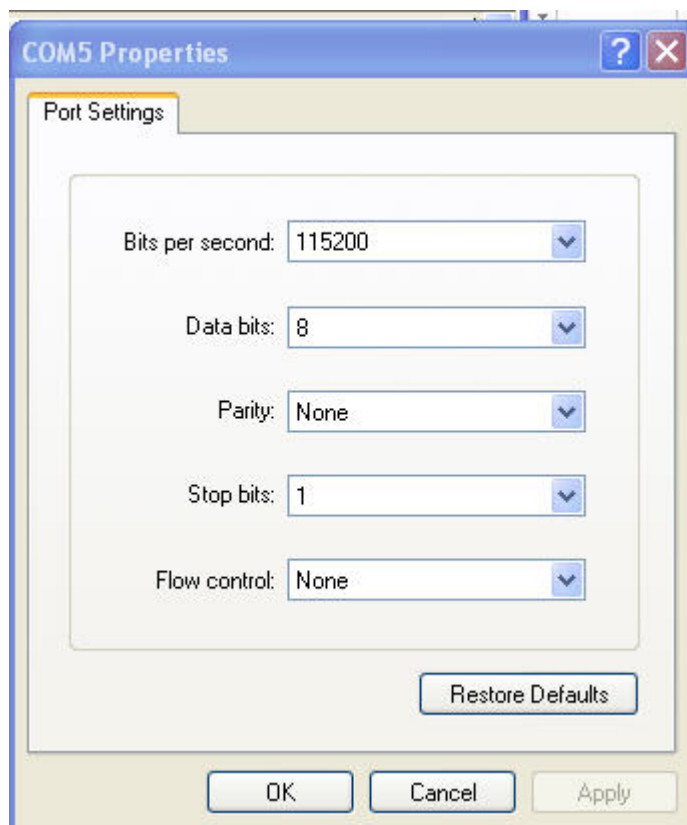 COM5 Properties
Port Settings
Bits per second: 115200
Data bits: 8
Parity: None
Stop bits: 1
Flow control: None
Restore Defaults
OK Cancel Apply